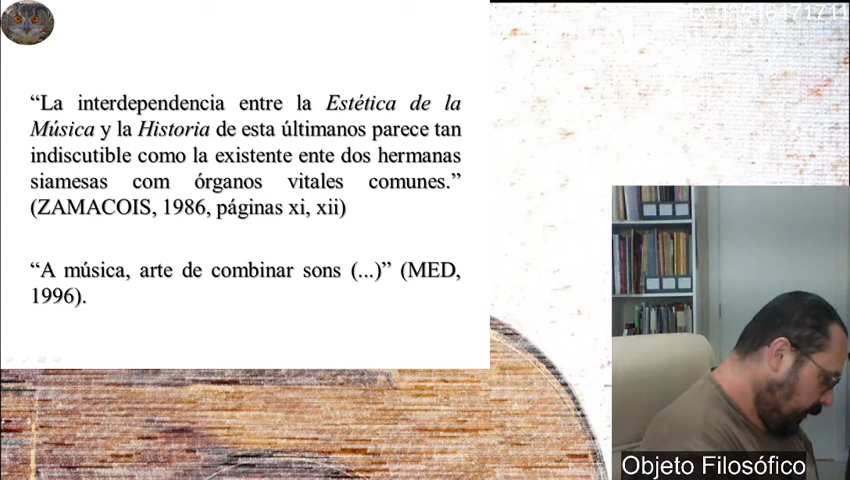 “La interdependencia entre la Estética de la
Música y la Historia de esta últimanos parece tan
indiscutible como la existente ente dos hermanas
siamesas com órganos vitales comunes.”
(ZAMACOIS, 1986, páginas xi, xii)
“A música, arte de combinar sons (...)” (MED,
1996).
Objeto Filosófico